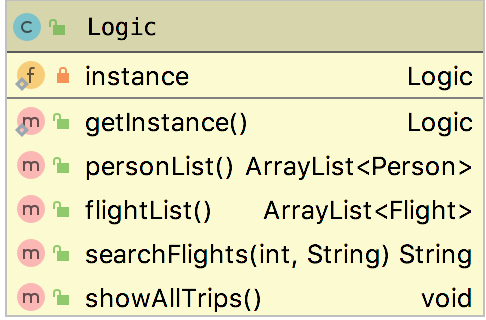 C Logic
f instance Logic
m getInstance() Logic
m personList() ArrayList<Person>
m flightList() ArrayList<Flight>
m searchFlights(int, String) String
m showAllTrips() void